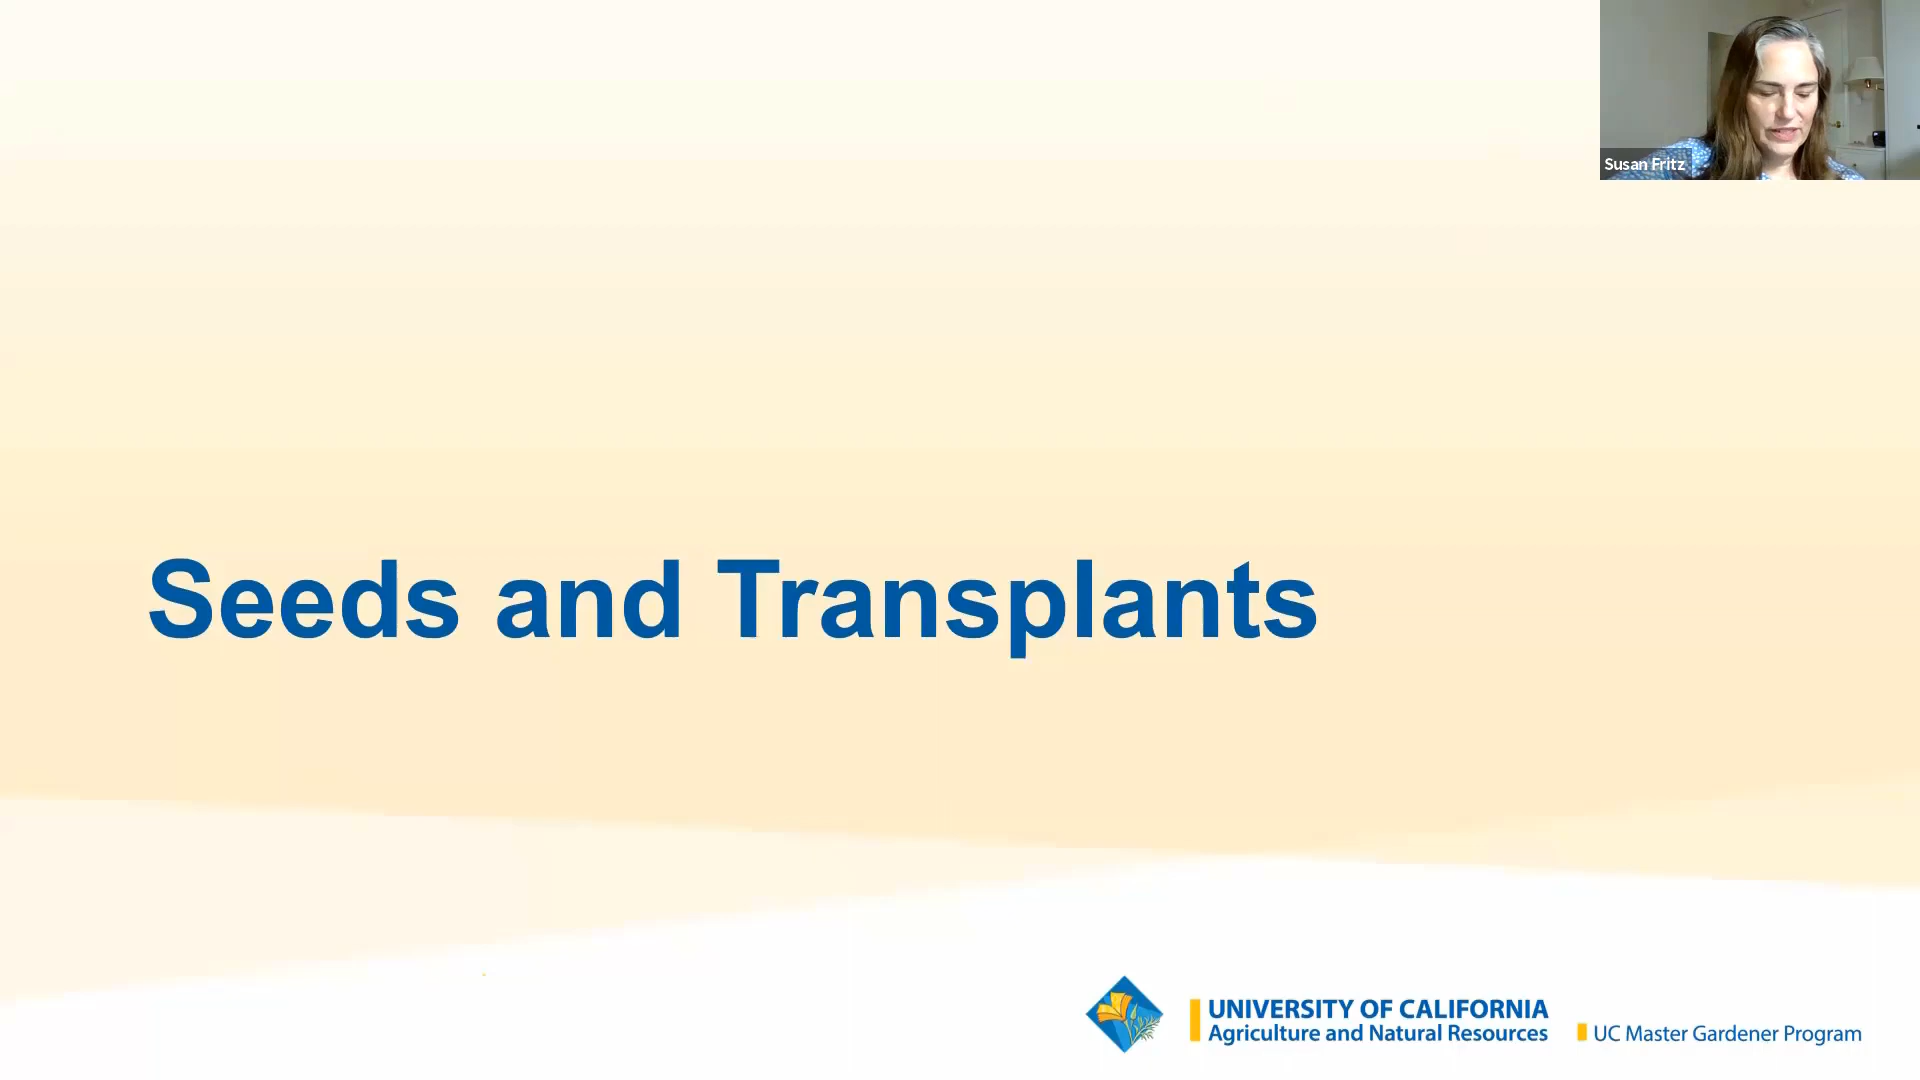 Susan Fritz
Seeds and Transplants
UNIVERSITY OF CALIFORNIA
Agriculture and Natural Resources
UC Master Gardener Program